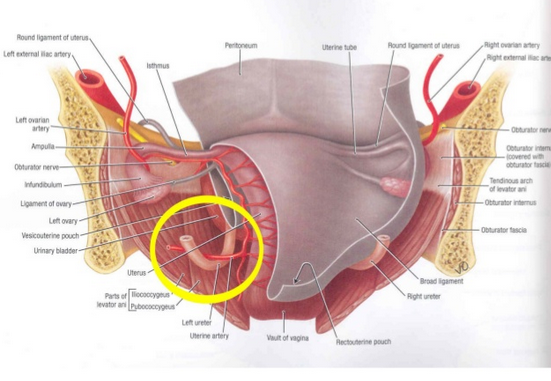 Round ligament of uterus
Left external iliac artery
Isthmus
Peritoneum
Uterine tube
Round ligament of uterus
Right ovarian artery
Right external iliac arte
Left ovarian
artery
Ampulla
Obturator nerve
Infundibulum
Ligament of ovary
Left ovary
Vesicouterine pouch
Urinary bladder
Uterus
Parts of
levator ani
Iliococcygeus
Pubococcygeus
Left ureter
Uterine artery
Vault of vagina
Rectouterine pouch
Right ureter
Broad ligament
Obturator nerv
Obturator intern
(covered with
obturator fascia)
Tendinous arch
of levator ani
Obturator internus
Obturator fascia